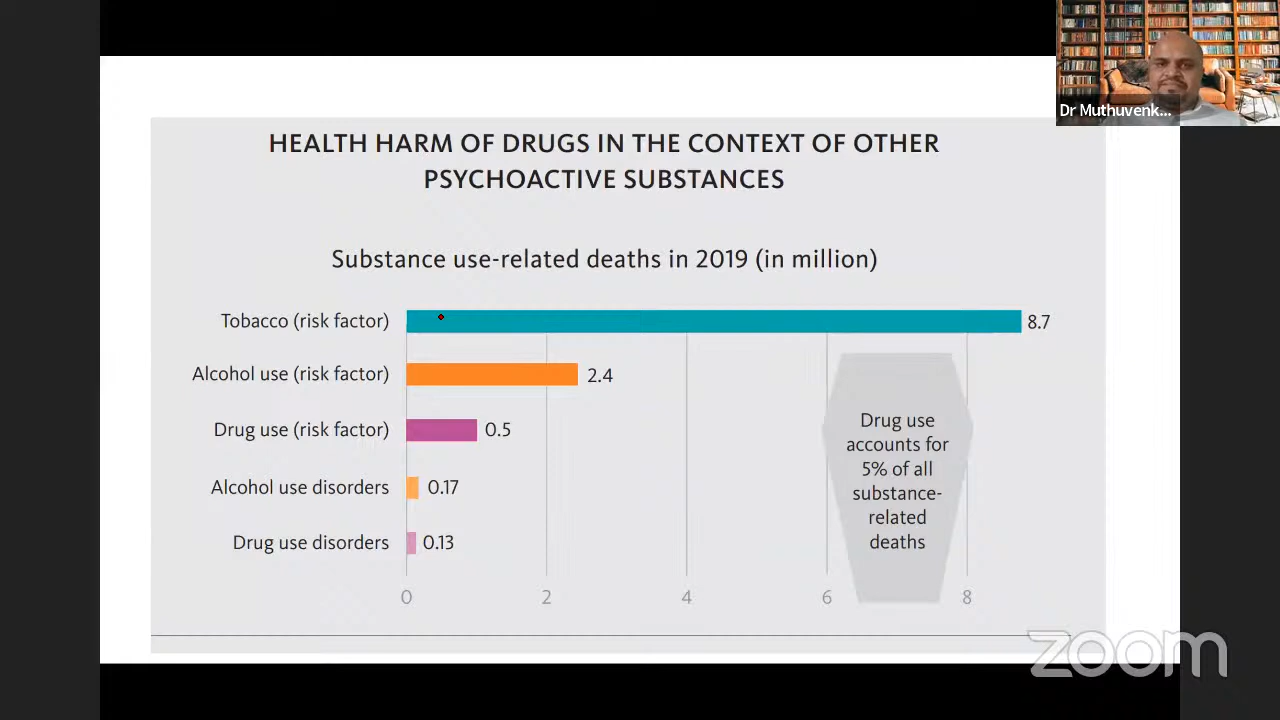 Dr Muthuvenk...
HEALTH HARM OF DRUGS IN THE CONTEXT OF OTHER
PSYCHOACTIVE SUBSTANCES
Substance use-related deaths in 2019 (in million)
Tobacco (risk factor) 8.7
Alcohol use (risk factor) 2.4
Drug use (risk factor) 0.5
Alcohol use disorders 0.17
Drug use disorders 0.13
0 2 4 6 8
Drug use
accounts for
5% of all
substance-
related
deaths
zoom